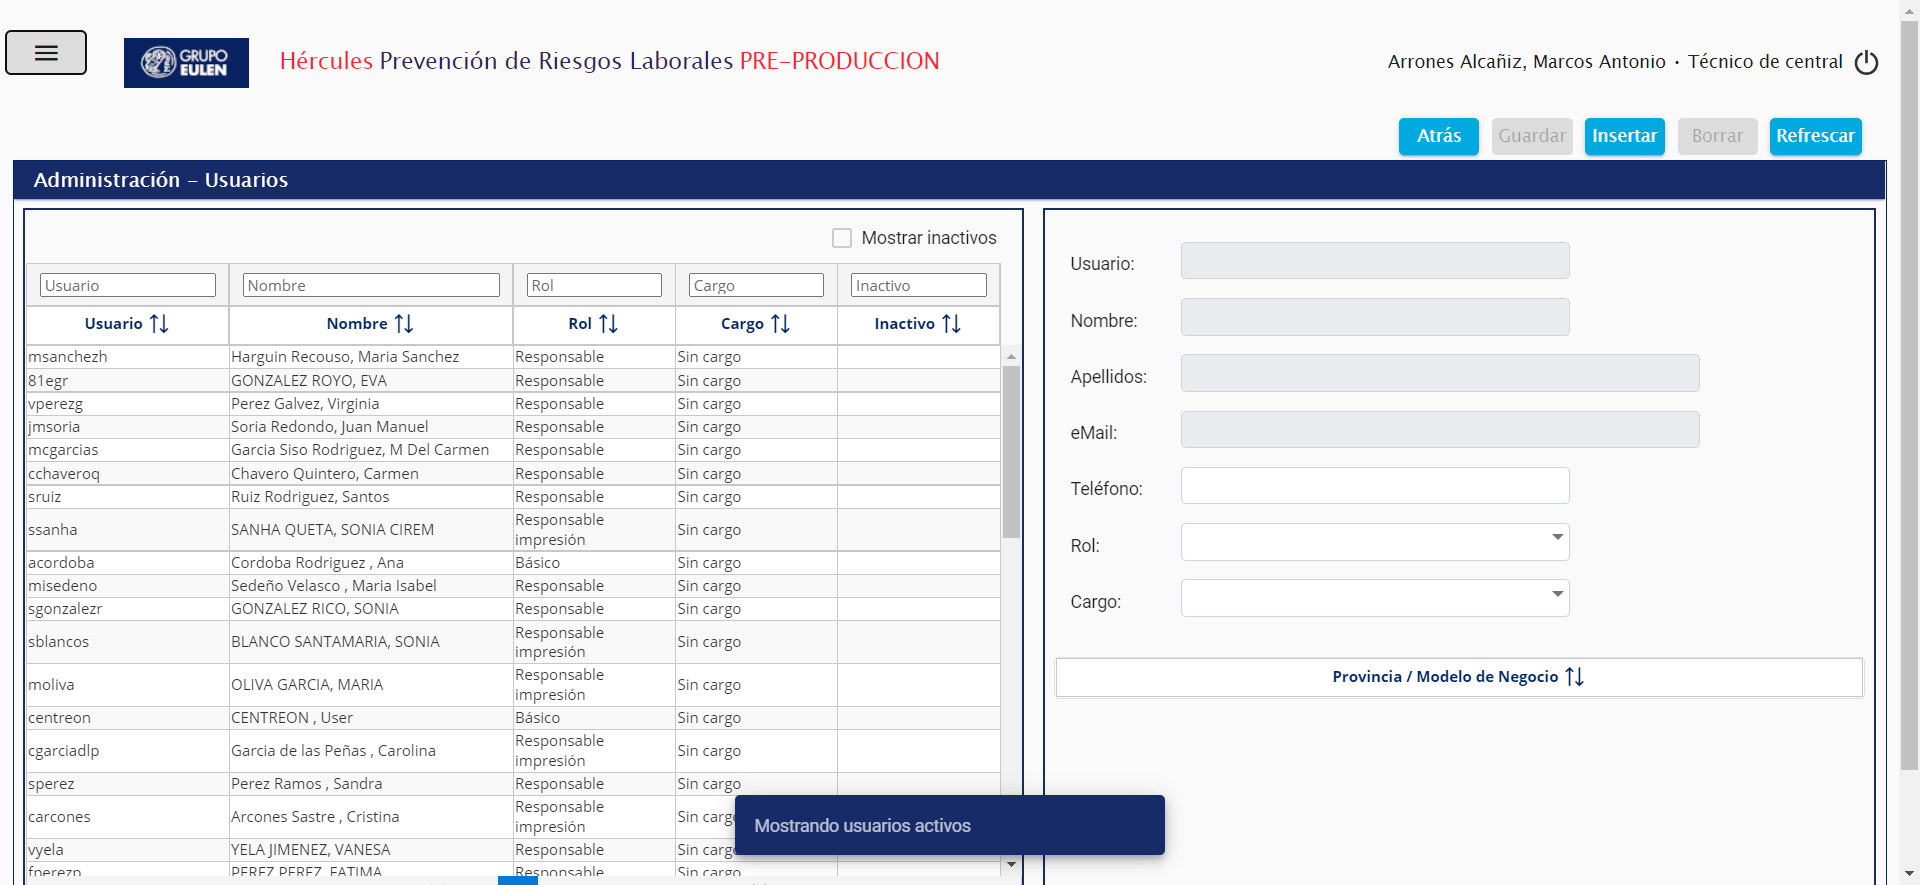 GRUPO
EULEN
Hércules Prevención de Riesgos Laborales PRE-PRODUCCION
Arrones Alcañiz, Marcos Antonio · Técnico de central
Atrás Guardar Insertar Borrar Refrescar
Administración - Usuarios
Mostrar inactivos
Usuario Nombre Rol Cargo Inactivo
Usuario Nombre Rol Cargo Inactivo
msanchezh Harguin Recouso, Maria Sanchez Responsable Sin cargo
81egr GONZALEZ ROYO, EVA Responsable Sin cargo
vperezg Perez Galvez, Virginia Responsable Sin cargo
jmsoria Soria Redondo, Juan Manuel Responsable Sin cargo
mcgarcias Garcia Siso Rodriguez, M Del Carmen Responsable Sin cargo
cchaveroq Chavero Quintero, Carmen Responsable Sin cargo
sruiz Ruiz Rodriguez, Santos Responsable Sin cargo
ssanha SANHA QUETA, SONIA CIREM Responsable impresión Sin cargo
acordoba Cordoba Rodriguez , Ana Básico Sin cargo
misedeno Sedeño Velasco , Maria Isabel Responsable Sin cargo
sgonzalezr GONZALEZ RICO, SONIA Responsable Sin cargo
sblancos BLANCO SANTAMARIA, SONIA Responsable impresión Sin cargo
moliva OLIVA GARCIA, MARIA Responsable impresión Sin cargo
centreon CENTREON , User Básico Sin cargo
cgarciadlp Garcia de las Peñas , Carolina Responsable impresión Sin cargo
sperez Perez Ramos , Sandra Responsable Sin cargo
carcones Arcones Sastre , Cristina Responsable impresión Sin cargo
vyela YELA JIMENEZ, VANESA Responsable Sin cargo
fperezp PEREZ PEREZ, FATIMA Responsable Sin cargo
Usuario:
Nombre:
Apellidos:
eMail:
Teléfono:
Rol:
Cargo:
Provincia / Modelo de Negocio
Mostrando usuarios activos